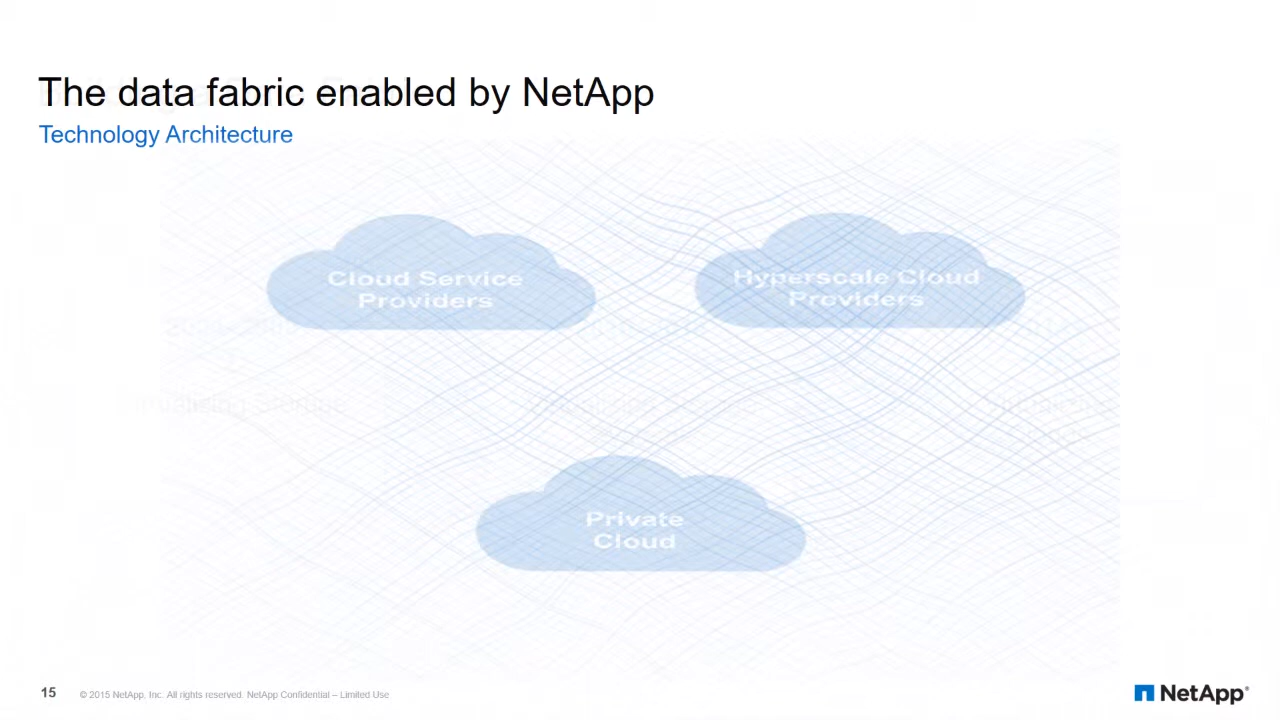 The data fabric enabled by NetApp
Technology Architecture
Cloud Service
Providers
Hyperscale Cloud
Providers
Private
Cloud
15
© 2015 NetApp, Inc. All rights reserved. NetApp Confidential – Limited Use
NetApp®